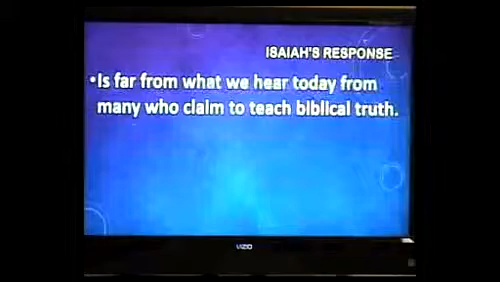 ISAIAH'S RESPONSE
•Is far from what we hear today from
many who claim to teach biblical truth.
VIZIO